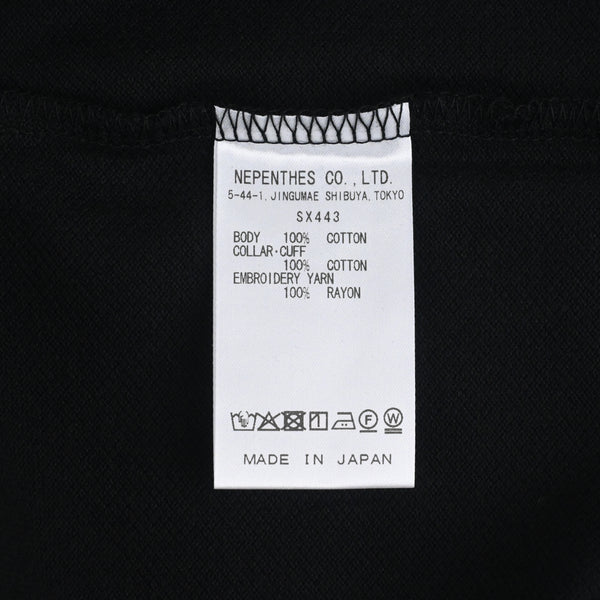 NEPENTHES CO.,LTD.
5-44-1, JINGUMAE SHIBUYA, TOKYO
SX443
BODY 100% COTTON
COLLAR·CUFF
100% COTTON
EMBROIDERY YARN
100% RAYON
F W
MADE IN JAPAN